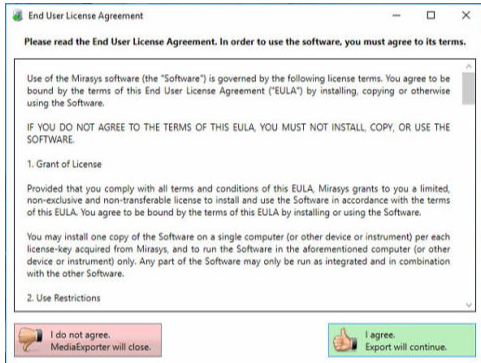 End User License Agreement
Please read the End User License Agreement. In order to use the software, you must agree to its terms.
Use of the Mirasys software (the "Software") is governed by the following license terms. You agree to be
bound by the terms of this End User License Agreement ("EULA") by installing, copying or otherwise
using the Software.
IF YOU DO NOT AGREE TO THE TERMS OF THIS EULA, YOU MUST NOT INSTALL, COPY, OR USE THE
SOFTWARE.
1. Grant of License
Provided that you comply with all terms and conditions of this EULA, Mirasys grants to you a limited,
non-exclusive and non-transferable license to install and use the Software in accordance with the terms
of this EULA. You agree to be bound by the terms of this EULA by installing or using the Software.
You may install one copy of the Software on a single computer (or other device or instrument) per each
license-key acquired from Mirasys, and to run the Software in the aforementioned computer (or other
device or instrument) only. Any part of the Software may only be run as integrated and in combination
with the other Software.
2. Use Restrictions
I do not agree.
MediaExporter will close.
I agree.
Export will continue.